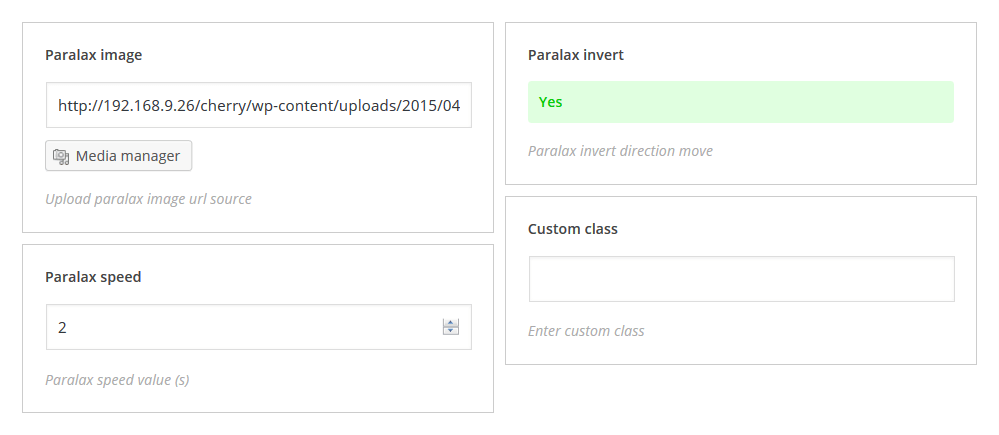 Paralax image
http://192.168.9.26/cherry/wp-content/uploads/2015/04
Media manager
Upload paralax image url source
Paralax speed
2
Paralax speed value (s)
Paralax invert
Yes
Paralax invert direction move
Custom class
Enter custom class